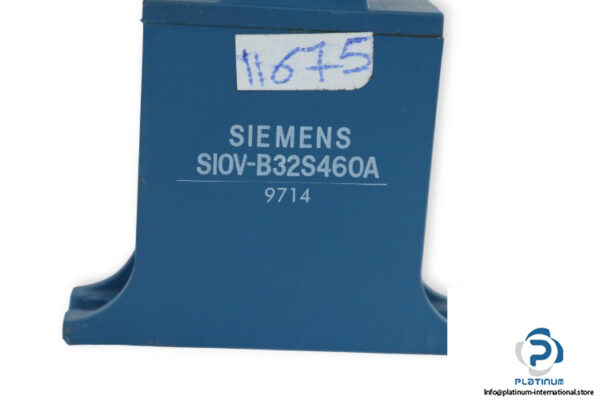 11675
SIEMENS
SIOV-B32S460A
9714
PLATINUM
Info@platinum-international.store